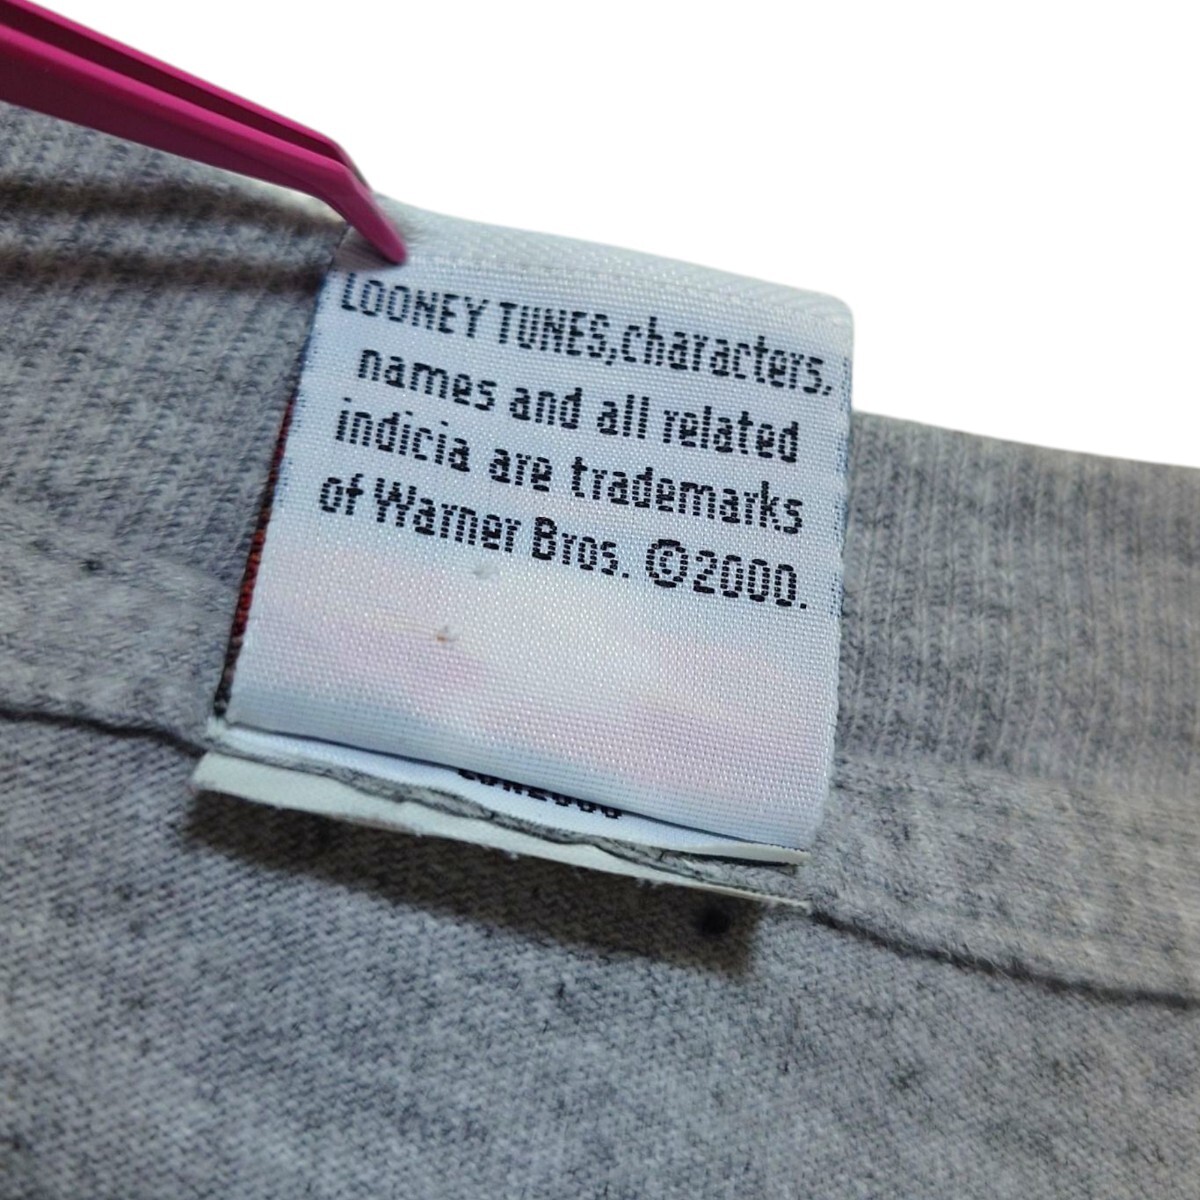 LOONEY TUNES,characters,
names and all related
indicia are trademarks
of Warner Bros. ©2000.